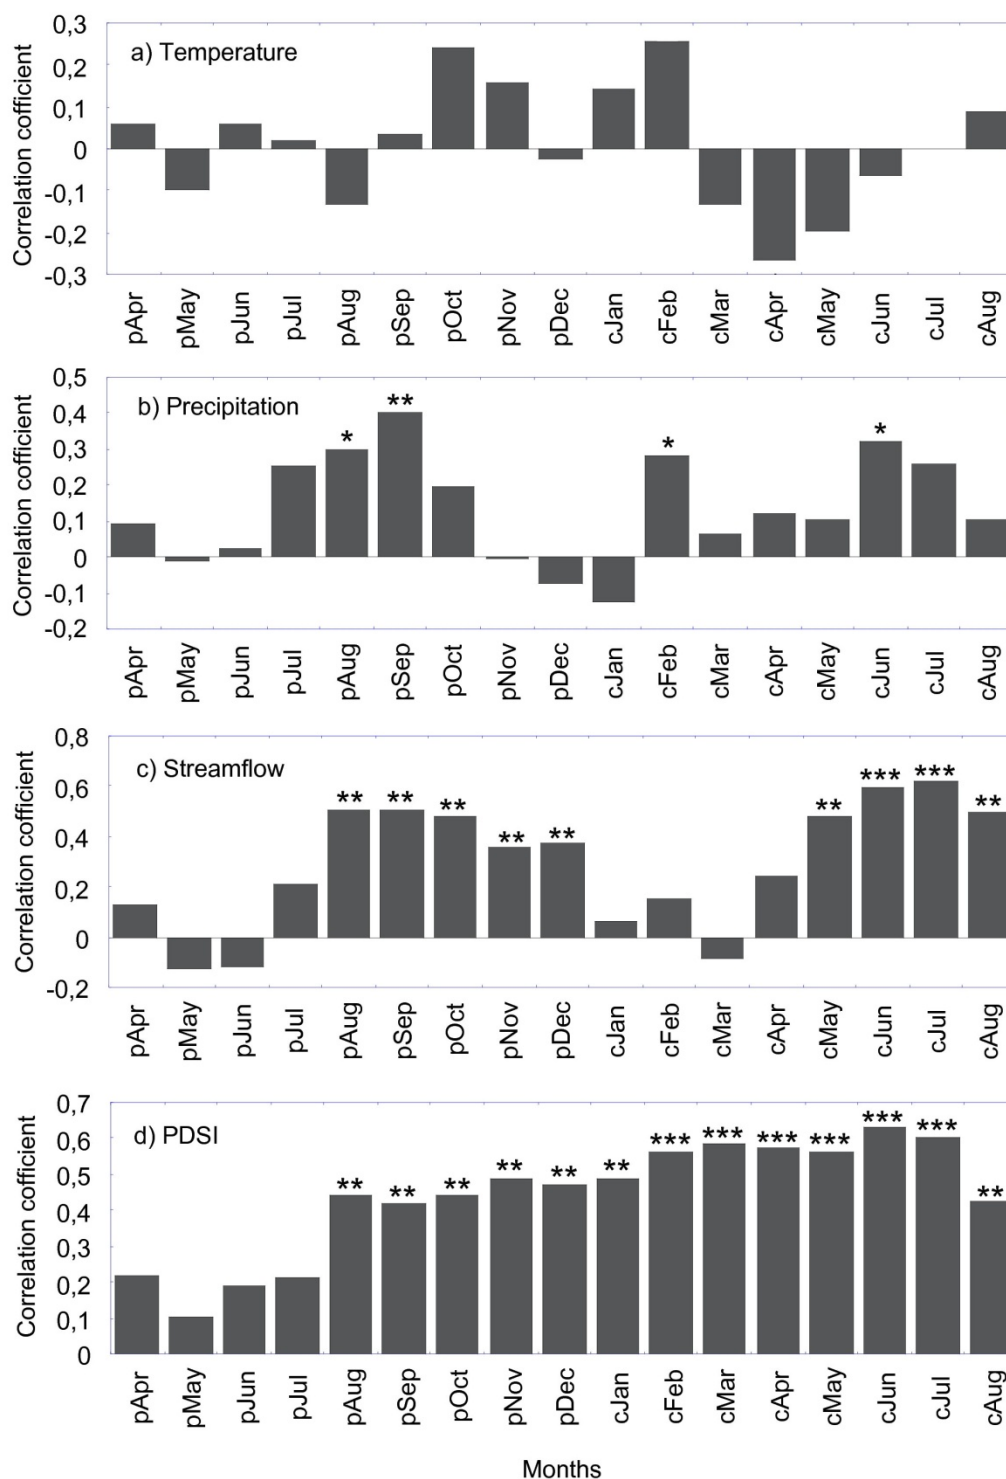 0,3
0,2
0,1
0
-0,1
-0,2
-0,3
Correlation cofficient
a) Temperature
pApr pMay pJun pJul pAug pSep pOct pNov pDec cJan cFeb cMar cApr cMay cJun cJul cAug
0,5
0,4
0,3
0,2
0,1
0
-0,1
-0,2
Correlation cofficient
b) Precipitation
* ** * *
pApr pMay pJun pJul pAug pSep pOct pNov pDec cJan cFeb cMar cApr cMay cJun cJul cAug
0,8
0,6
0,4
0,2
0
-0,2
Correlation cofficient
c) Streamflow
** ** ** ** ** ** *** *** **
pApr pMay pJun pJul pAug pSep pOct pNov pDec cJan cFeb cMar cApr cMay cJun cJul cAug
0,7
0,6
0,5
0,4
0,3
0,2
0,1
0
Correlation cofficient
d) PDSI
** ** ** ** ** ** *** *** *** *** *** *** **
pApr pMay pJun pJul pAug pSep pOct pNov pDec cJan cFeb cMar cApr cMay cJun cJul cAug
Months